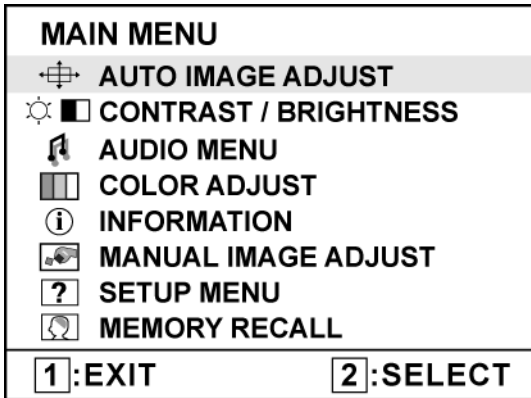 MAIN MENU
AUTO IMAGE ADJUST
CONTRAST / BRIGHTNESS
AUDIO MENU
COLOR ADJUST
i INFORMATION
MANUAL IMAGE ADJUST
? SETUP MENU
MEMORY RECALL
1 :EXIT 2 :SELECT